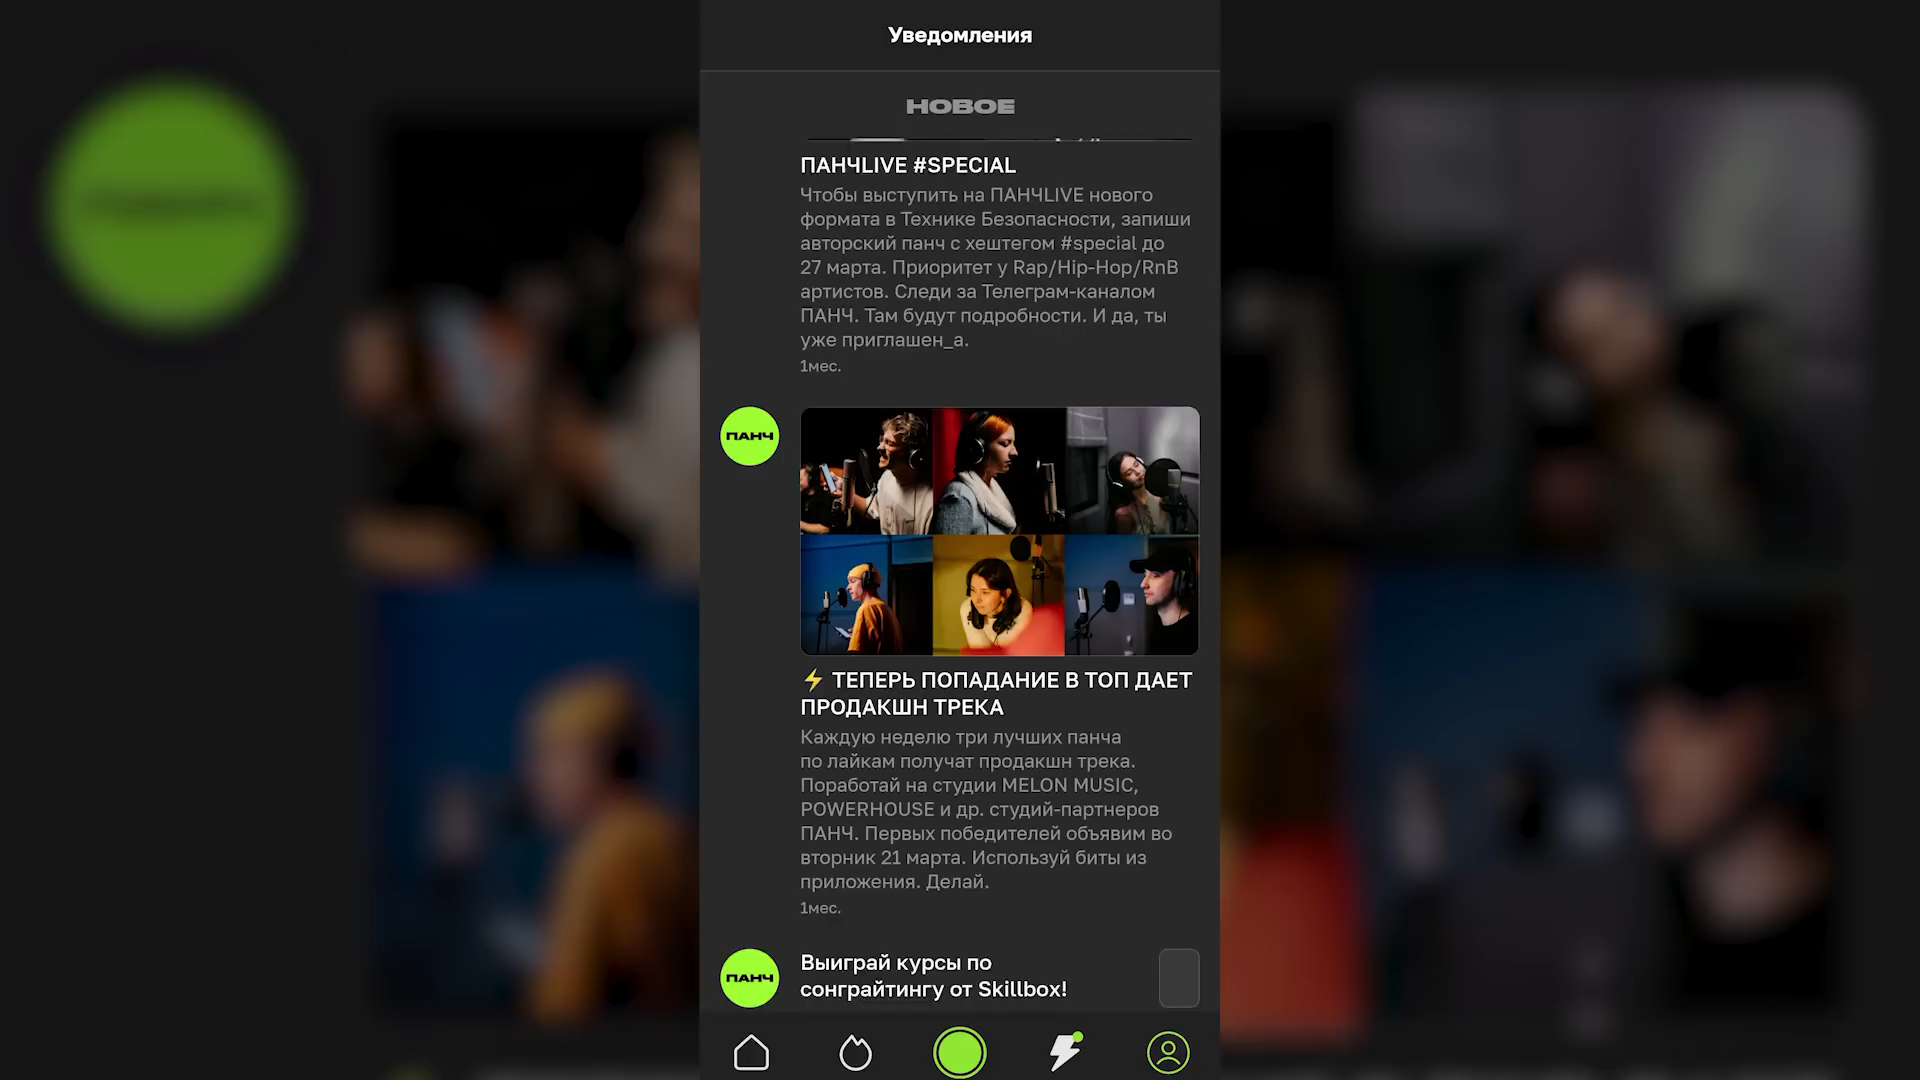 Уведомления
НОВОЕ
ПАНЧLIVE #SPECIAL
Чтобы выступить на ПАНЧLIVE нового
формата в Технике Безопасности, запиши
авторский панч с хештегом #special до
27 марта. Приоритет у Rap/Hip-Hop/RnB
артистов. Следи за Телеграм-каналом
ПАНЧ. Там будут подробности. И да, ты
уже приглашен_а.
1мес.
ПАНЧ
⚡ ТЕПЕРЬ ПОПАДАНИЕ В ТОП ДАЕТ
ПРОДАКШН ТРЕКА
Каждую неделю три лучших панча
по лайкам получат продакшн трека.
Поработай на студии MELON MUSIC,
POWERHOUSE и др. студий-партнеров
ПАНЧ. Первых победителей объявим во
вторник 21 марта. Используй биты из
приложения. Делай.
1мес.
ПАНЧ
Выиграй курсы по
сонграйтингу от Skillbox!